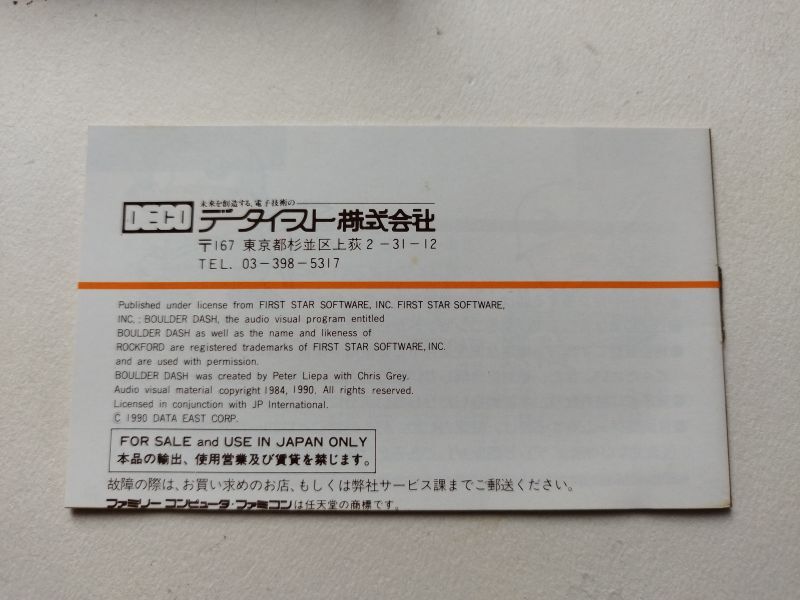 未来を創造する、電子技術の
DECO データイースト株式会社
〒167 東京都杉並区上荻2-31-12
TEL. 03-398-5317
Published under license from FIRST STAR SOFTWARE, INC. FIRST STAR SOFTWARE,
INC.; BOULDER DASH, the audio visual program entitled
BOULDER DASH as well as the name and likeness of
ROCKFORD are registered trademarks of FIRST STAR SOFTWARE, INC.
and are used with permission.
BOULDER DASH was created by Peter Liepa with Chris Grey.
Audio visual material copyright 1984, 1990. All rights reserved.
Licensed in conjunction with JP International.
© 1990 DATA EAST CORP.
FOR SALE and USE IN JAPAN ONLY
本品の輸出、使用営業及び賃貸を禁じます。
故障の際は、お買い求めのお店、もしくは弊社サービス課までご郵送ください。
ファミリーコンピュータ・ファミコンは任天堂の商標です。